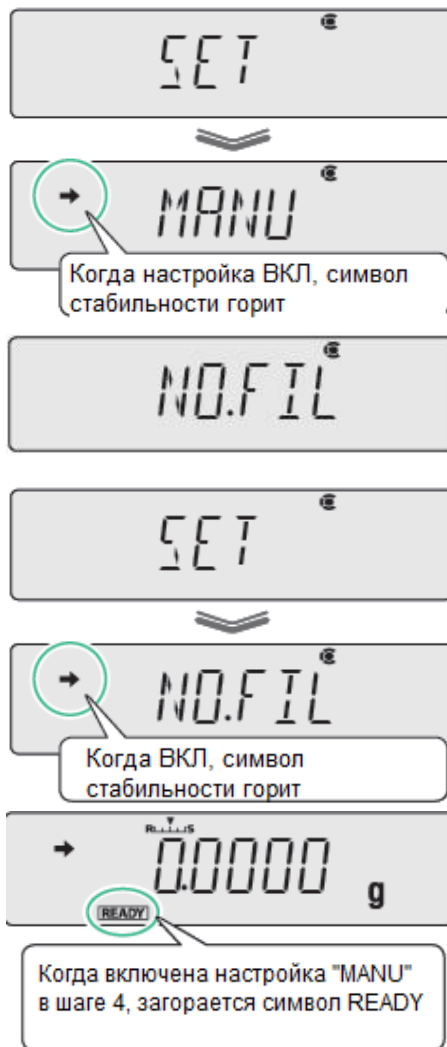 SET
MANU
Когда настройка ВКЛ, символ
стабильности горит
NO.FIL
SET
NO.FIL
Когда ВКЛ, символ
стабильности горит
R S
0.0000 g
READY
Когда включена настройка "MANU"
в шаге 4, загорается символ READY